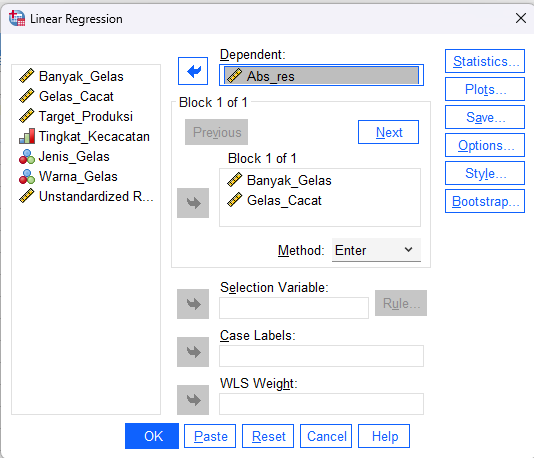 Linear Regression
Dependent:
Abs_res
Banyak_Gelas
Gelas_Cacat
Target_Produksi
Tingkat_Kecacatan
Jenis_Gelas
Warna_Gelas
Unstandardized R...
Block 1 of 1
Previous
Next
Block 1 of 1
Banyak_Gelas
Gelas_Cacat
Method:
Enter
Selection Variable:
Rule...
Case Labels:
WLS Weight:
Statistics...
Plots...
Save...
Options...
Style...
Bootstrap...
OK
Paste
Reset
Cancel
Help